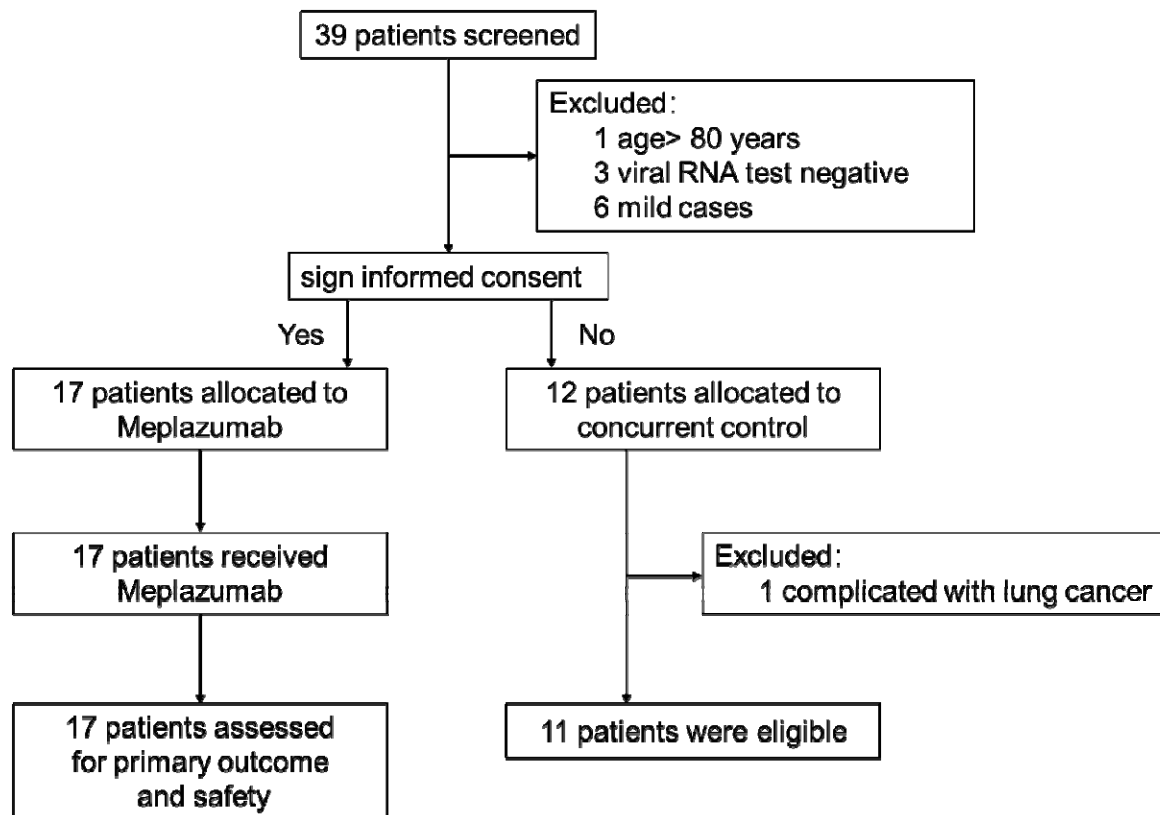 39 patients screened
Excluded:
1 age> 80 years
3 viral RNA test negative
6 mild cases
sign informed consent
Yes
No
17 patients allocated to
Meplazumab
12 patients allocated to
concurrent control
17 patients received
Meplazumab
Excluded:
1 complicated with lung cancer
17 patients assessed
for primary outcome
and safety
11 patients were eligible